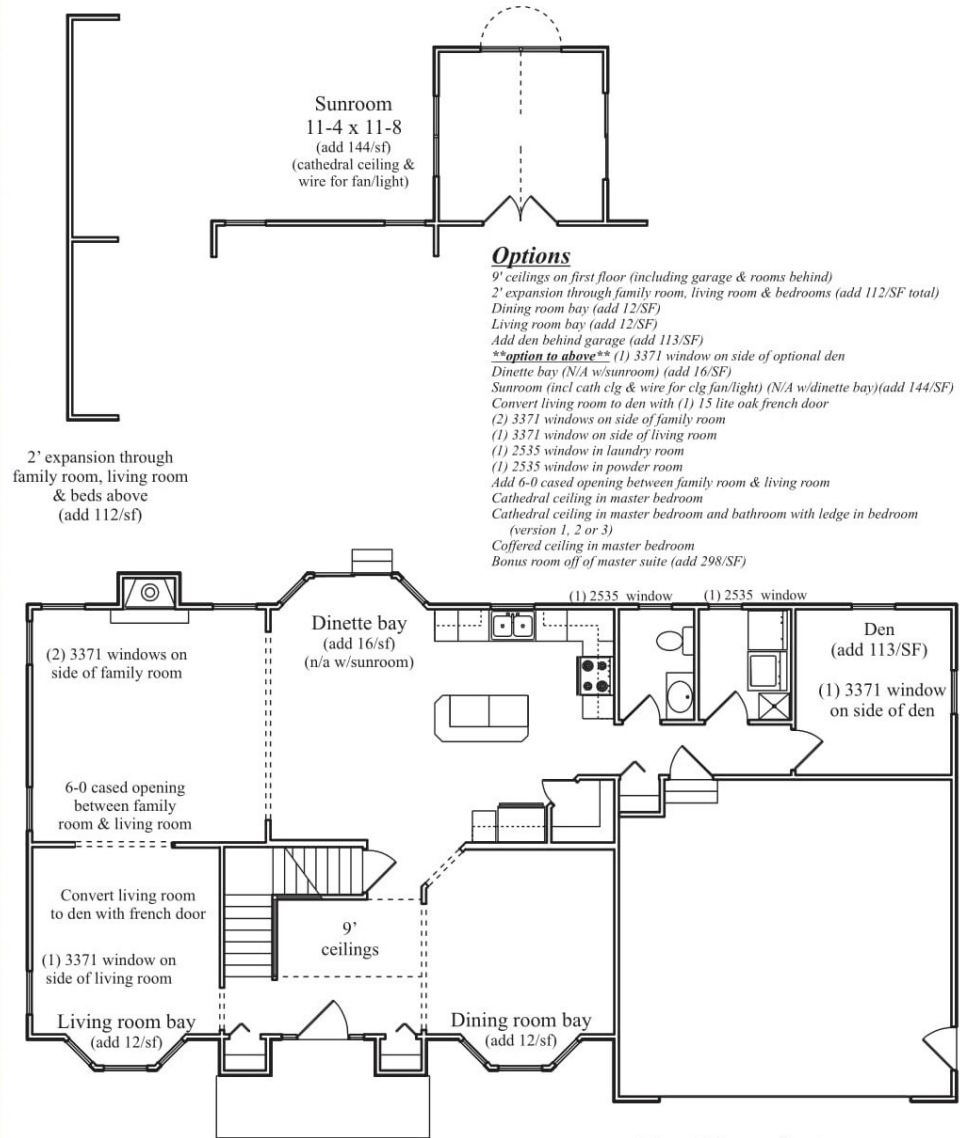 Sunroom
11-4 x 11-8
(add 144/sf)
(cathedral ceiling &
wire for fan/light)
Options
9' ceilings on first floor (including garage & rooms behind)
2' expansion through family room, living room & bedrooms (add 112/SF total)
Dining room bay (add 12/SF)
Living room bay (add 12/SF)
Add den behind garage (add 113/SF)
**option to above** (1) 3371 window on side of optional den
Dinette bay (N/A w/sunroom) (add 16/SF)
Sunroom (incl cath clg & wire for clg fan/light) (N/A w/dinette bay)(add 144/SF)
Convert living room to den with (1) 15 lite oak french door
(2) 3371 windows on side of family room
(1) 3371 window on side of living room
(1) 2535 window in laundry room
(1) 2535 window in powder room
Add 6-0 cased opening between family room & living room
Cathedral ceiling in master bedroom
Cathedral ceiling in master bedroom and bathroom with ledge in bedroom
(version 1, 2 or 3)
Coffered ceiling in master bedroom
Bonus room off of master suite (add 298/SF)
2’ expansion through
family room, living room
& beds above
(add 112/sf)
(1) 2535 window
(1) 2535 window
Dinette bay
(add 16/sf)
(n/a w/sunroom)
Den
(add 113/SF)
(1) 3371 window
on side of den
(2) 3371 windows on
side of family room
6-0 cased opening
between family
room & living room
Convert living room
to den with french door
(1) 3371 window on
side of living room
9’
ceilings
Living room bay
(add 12/sf)
Dining room bay
(add 12/sf)